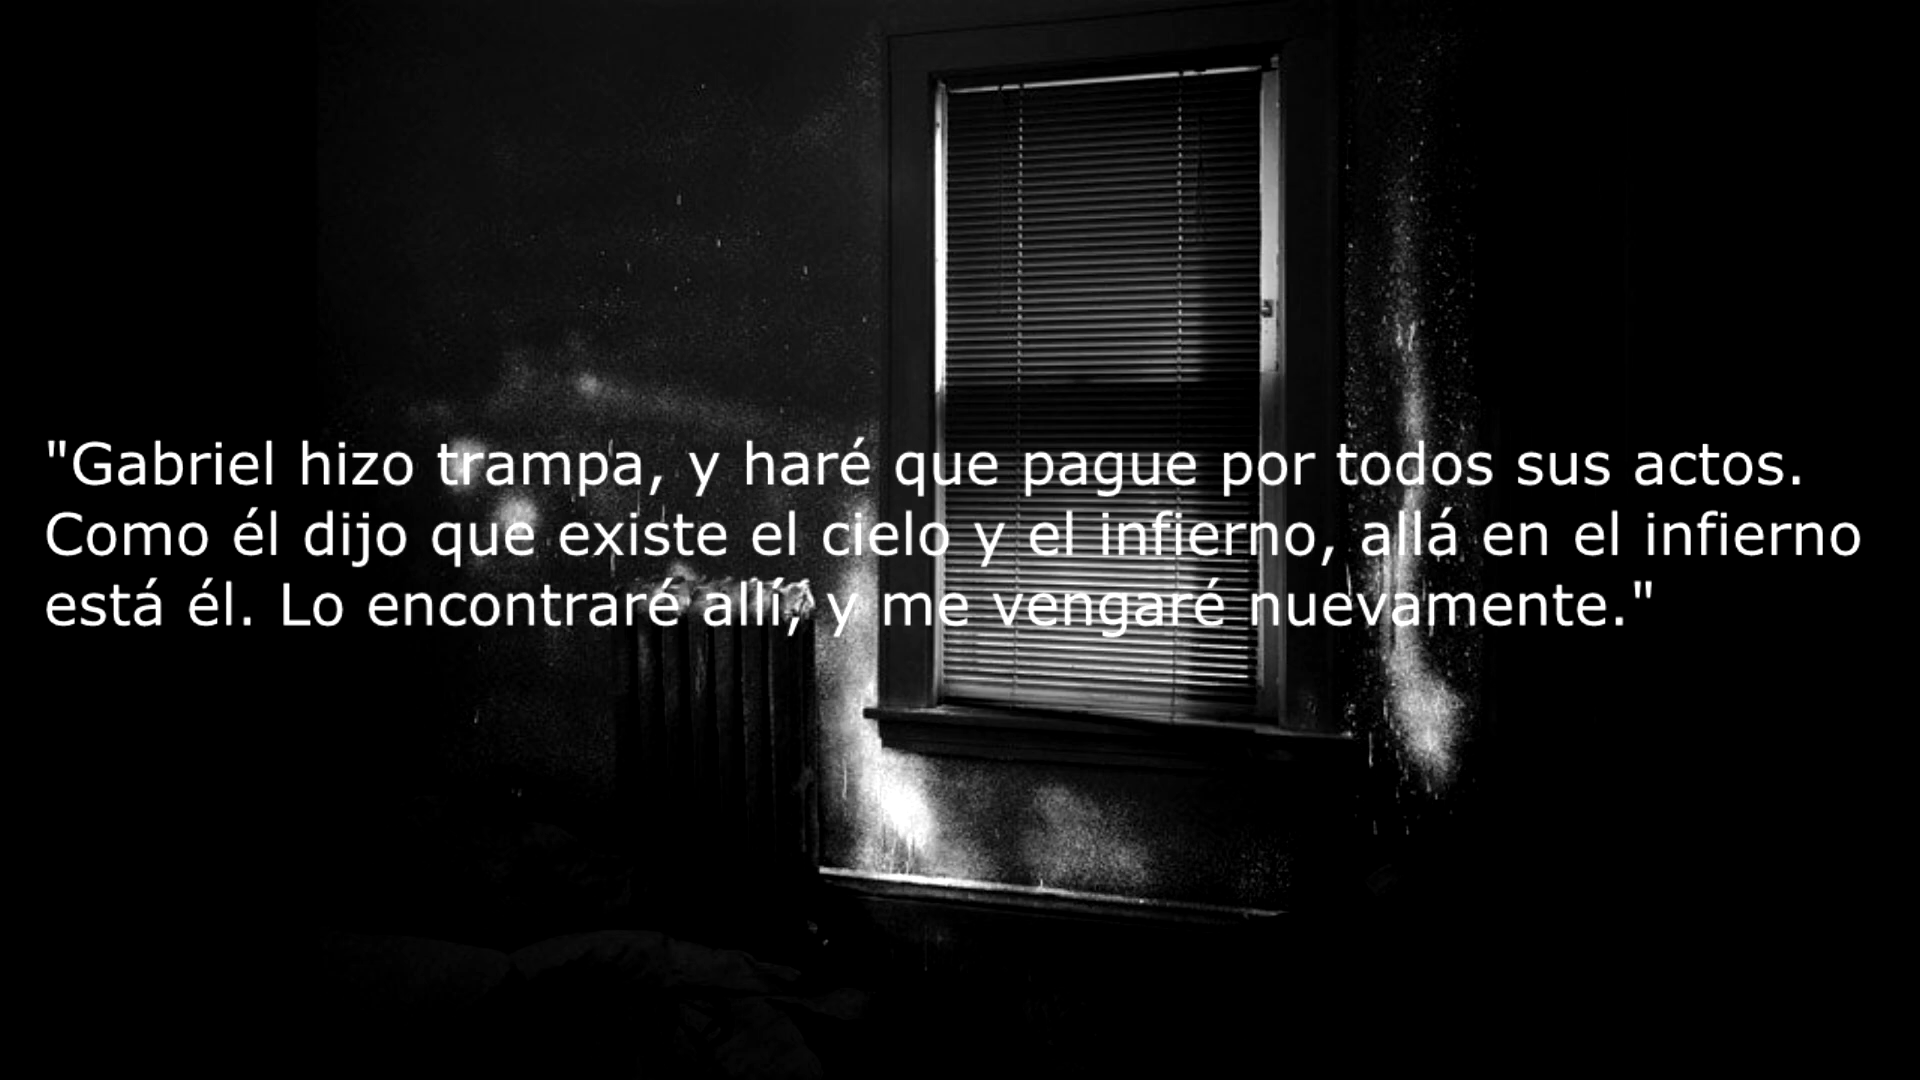 "Gabriel hizo trampa, y haré que pague por todos sus actos.
Como él dijo que existe el cielo y el infierno, allá en el infierno
está él. Lo encontraré allí, y me vengaré nuevamente."